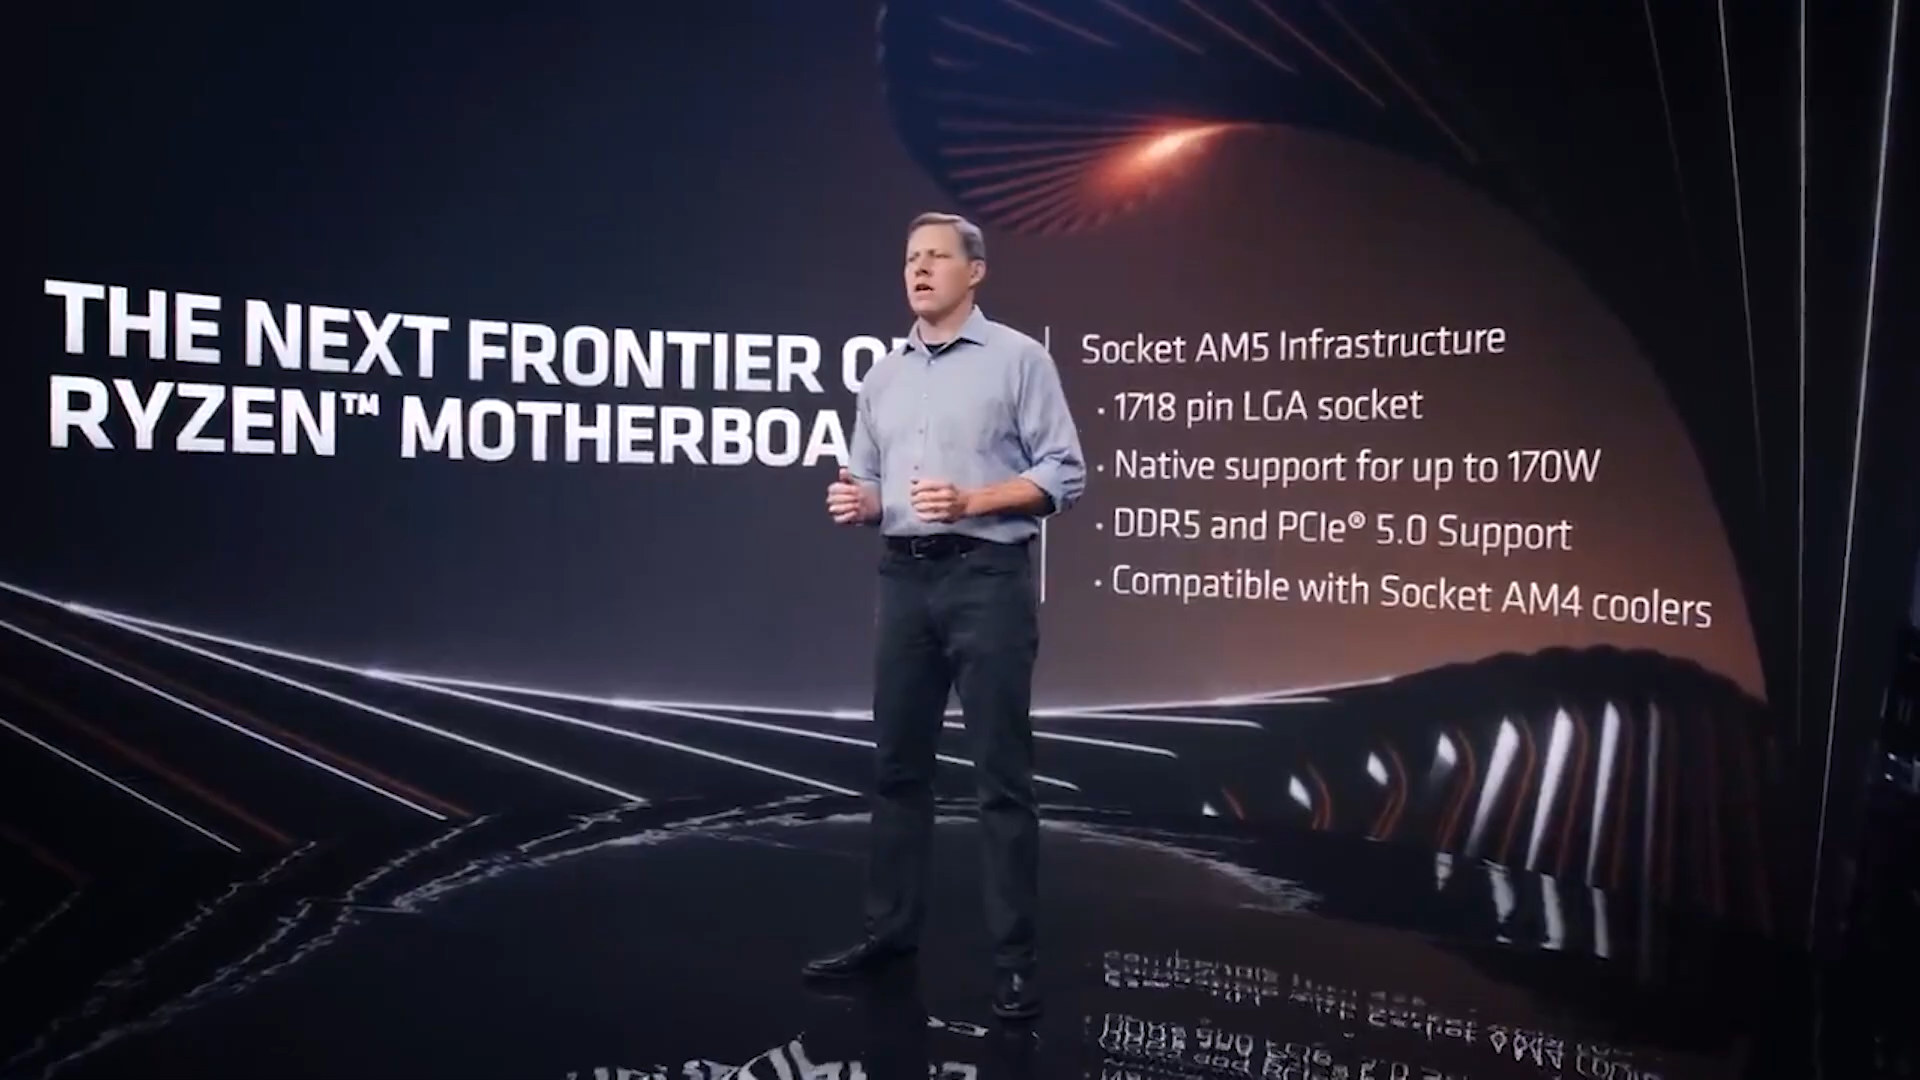 THE NEXT FRONTIER
RYZEN™
Socket AM5 Infrastructure
· 1718 pin LGA socket
· Native support for up to 170W
· DDR5 and PCIe® 5.0 Support
· Compatible with Socket AM4 coolers